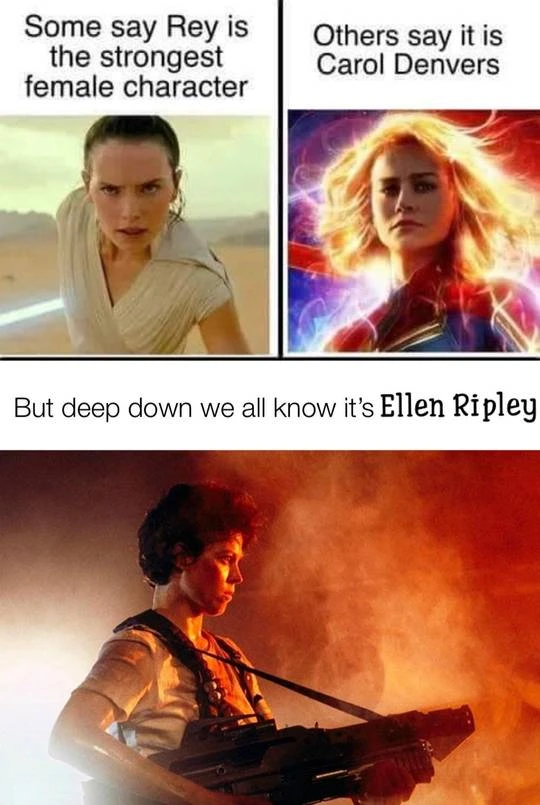 Some say Rey is
the strongest
female character
Others say it is
Carol Denvers
But deep down we all know it’s Ellen Ripley